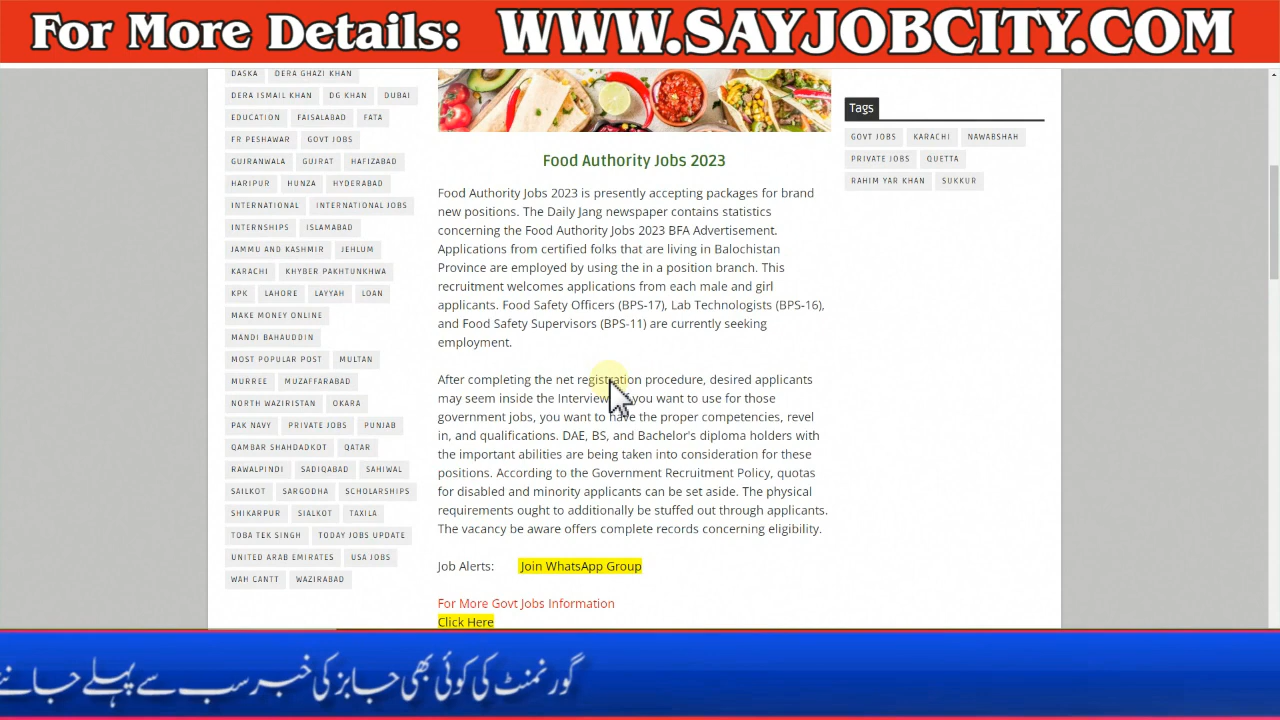 For More Details: WWW.SAYJOBCITY.COM
DASKA DERA GHAZI KHAN
DERA ISMAIL KHAN DG KHAN DUBAI
EDUCATION FAISALABAD FATA
FR PESHAWAR GOVT JOBS
GUJRANWALA GUJRAT HAFIZABAD
HARIPUR HUNZA HYDERABAD
INTERNATIONAL INTERNATIONAL JOBS
INTERNSHIPS ISLAMABAD
JAMMU AND KASHMIR JEHLUM
KARACHI KHYBER PAKHTUNKHWA
KPK LAHORE LAYYAH LOAN
MAKE MONEY ONLINE
MANDI BAHAUDDIN
MOST POPULAR POST MULTAN
MURREE MUZAFFARABAD
NORTH WAZIRISTAN OKARA
PAK NAVY PRIVATE JOBS PUNJAB
QAMBAR SHAHDADKOT QATAR
RAWALPINDI SADIQABAD SAHIWAL
SAILKOT SARGODHA SCHOLARSHIPS
SHIKARPUR SIALKOT TAXILA
TOBA TEK SINGH TODAY JOBS UPDATE
UNITED ARAB EMIRATES USA JOBS
WAH CANTT WAZIRABAD
Food Authority Jobs 2023
Food Authority Jobs 2023 is presently accepting packages for brand
new positions. The Daily Jang newspaper contains statistics
concerning the Food Authority Jobs 2023 BFA Advertisement.
Applications from certified folks that are living in Balochistan
Province are employed by using the in a position branch. This
recruitment welcomes applications from each male and girl
applicants. Food Safety Officers (BPS-17), Lab Technologists (BPS-16),
and Food Safety Supervisors (BPS-11) are currently seeking
employment.
After completing the net registration procedure, desired applicants
may seem inside the Interview. If you want to use for those
government jobs, you want to have the proper competencies, revel
in, and qualifications. DAE, BS, and Bachelor's diploma holders with
the important abilities are being taken into consideration for these
positions. According to the Government Recruitment Policy, quotas
for disabled and minority applicants can be set aside. The physical
requirements ought to additionally be stuffed out through applicants.
The vacancy be aware offers complete records concerning eligibility.
Job Alerts: Join WhatsApp Group
For More Govt Jobs Information
Click Here
Tags
GOVT JOBS KARACHI NAWABSHAH
PRIVATE JOBS QUETTA
RAHIM YAR KHAN SUKKUR
گورنمنٹ کی کوئی بھی جابز کی خبر سب سے پہلے